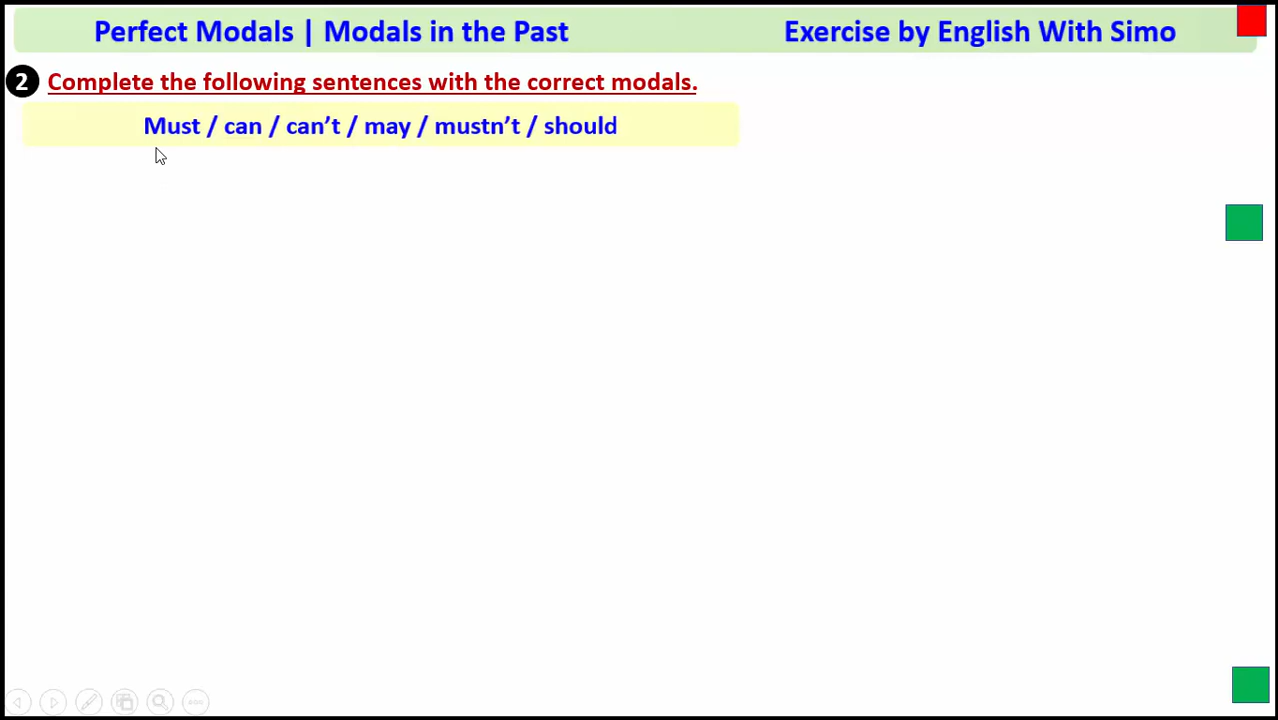 Perfect Modals | Modals in the Past Exercise by English With Simo
2 Complete the following sentences with the correct modals.
Must / can / can’t / may / mustn’t / should